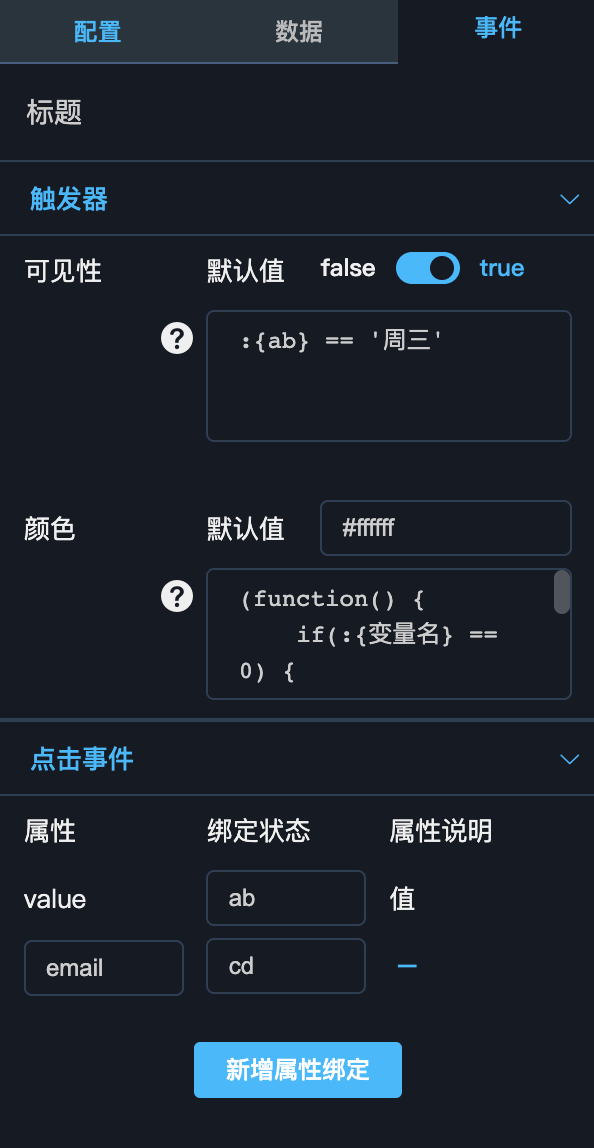 配置 数据 事件
标题
触发器
可见性 默认值 false true
? :{ab} == '周三'
颜色 默认值 #ffffff
? (function() {
if(:{变量名} ==
0) {
点击事件
属性 绑定状态 属性说明
value ab 值
email cd
新增属性绑定